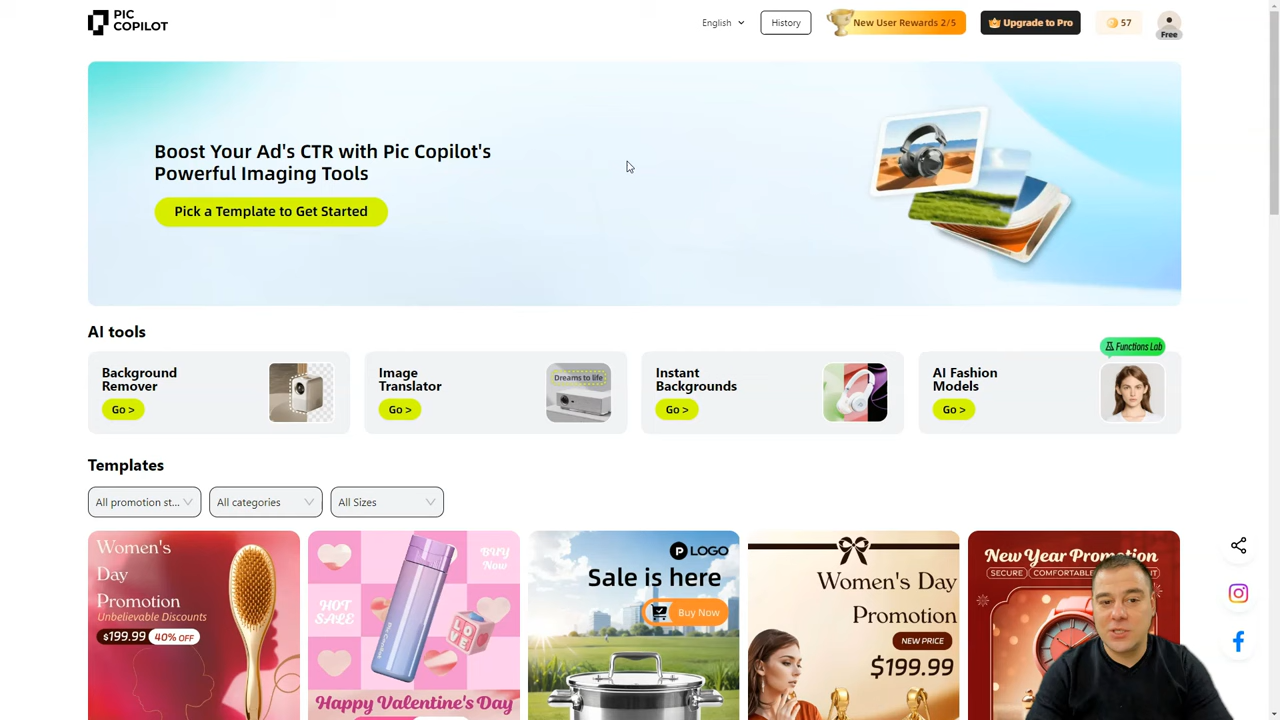 PIC
COPILOT
English
History
New User Rewards 2/5
Upgrade to Pro
57
Free
Boost Your Ad's CTR with Pic Copilot's
Powerful Imaging Tools
Pick a Template to Get Started
AI tools
Functions Lab
Background
Remover
Go >
Image
Translator
Go >
Dreams to life
Instant
Backgrounds
Go >
AI Fashion
Models
Go >
Templates
All promotion st...
All categories
All Sizes
Women's
Day
Promotion
Unbelievable Discounts
$199.99
40% OFF
BUY
Now
HOT
SALE
LOVE
Happy Valentine's Day
P LOGO
Sale is here
Buy Now
Women's Day
Promotion
NEW PRICE
$199.99
New Year Promotion